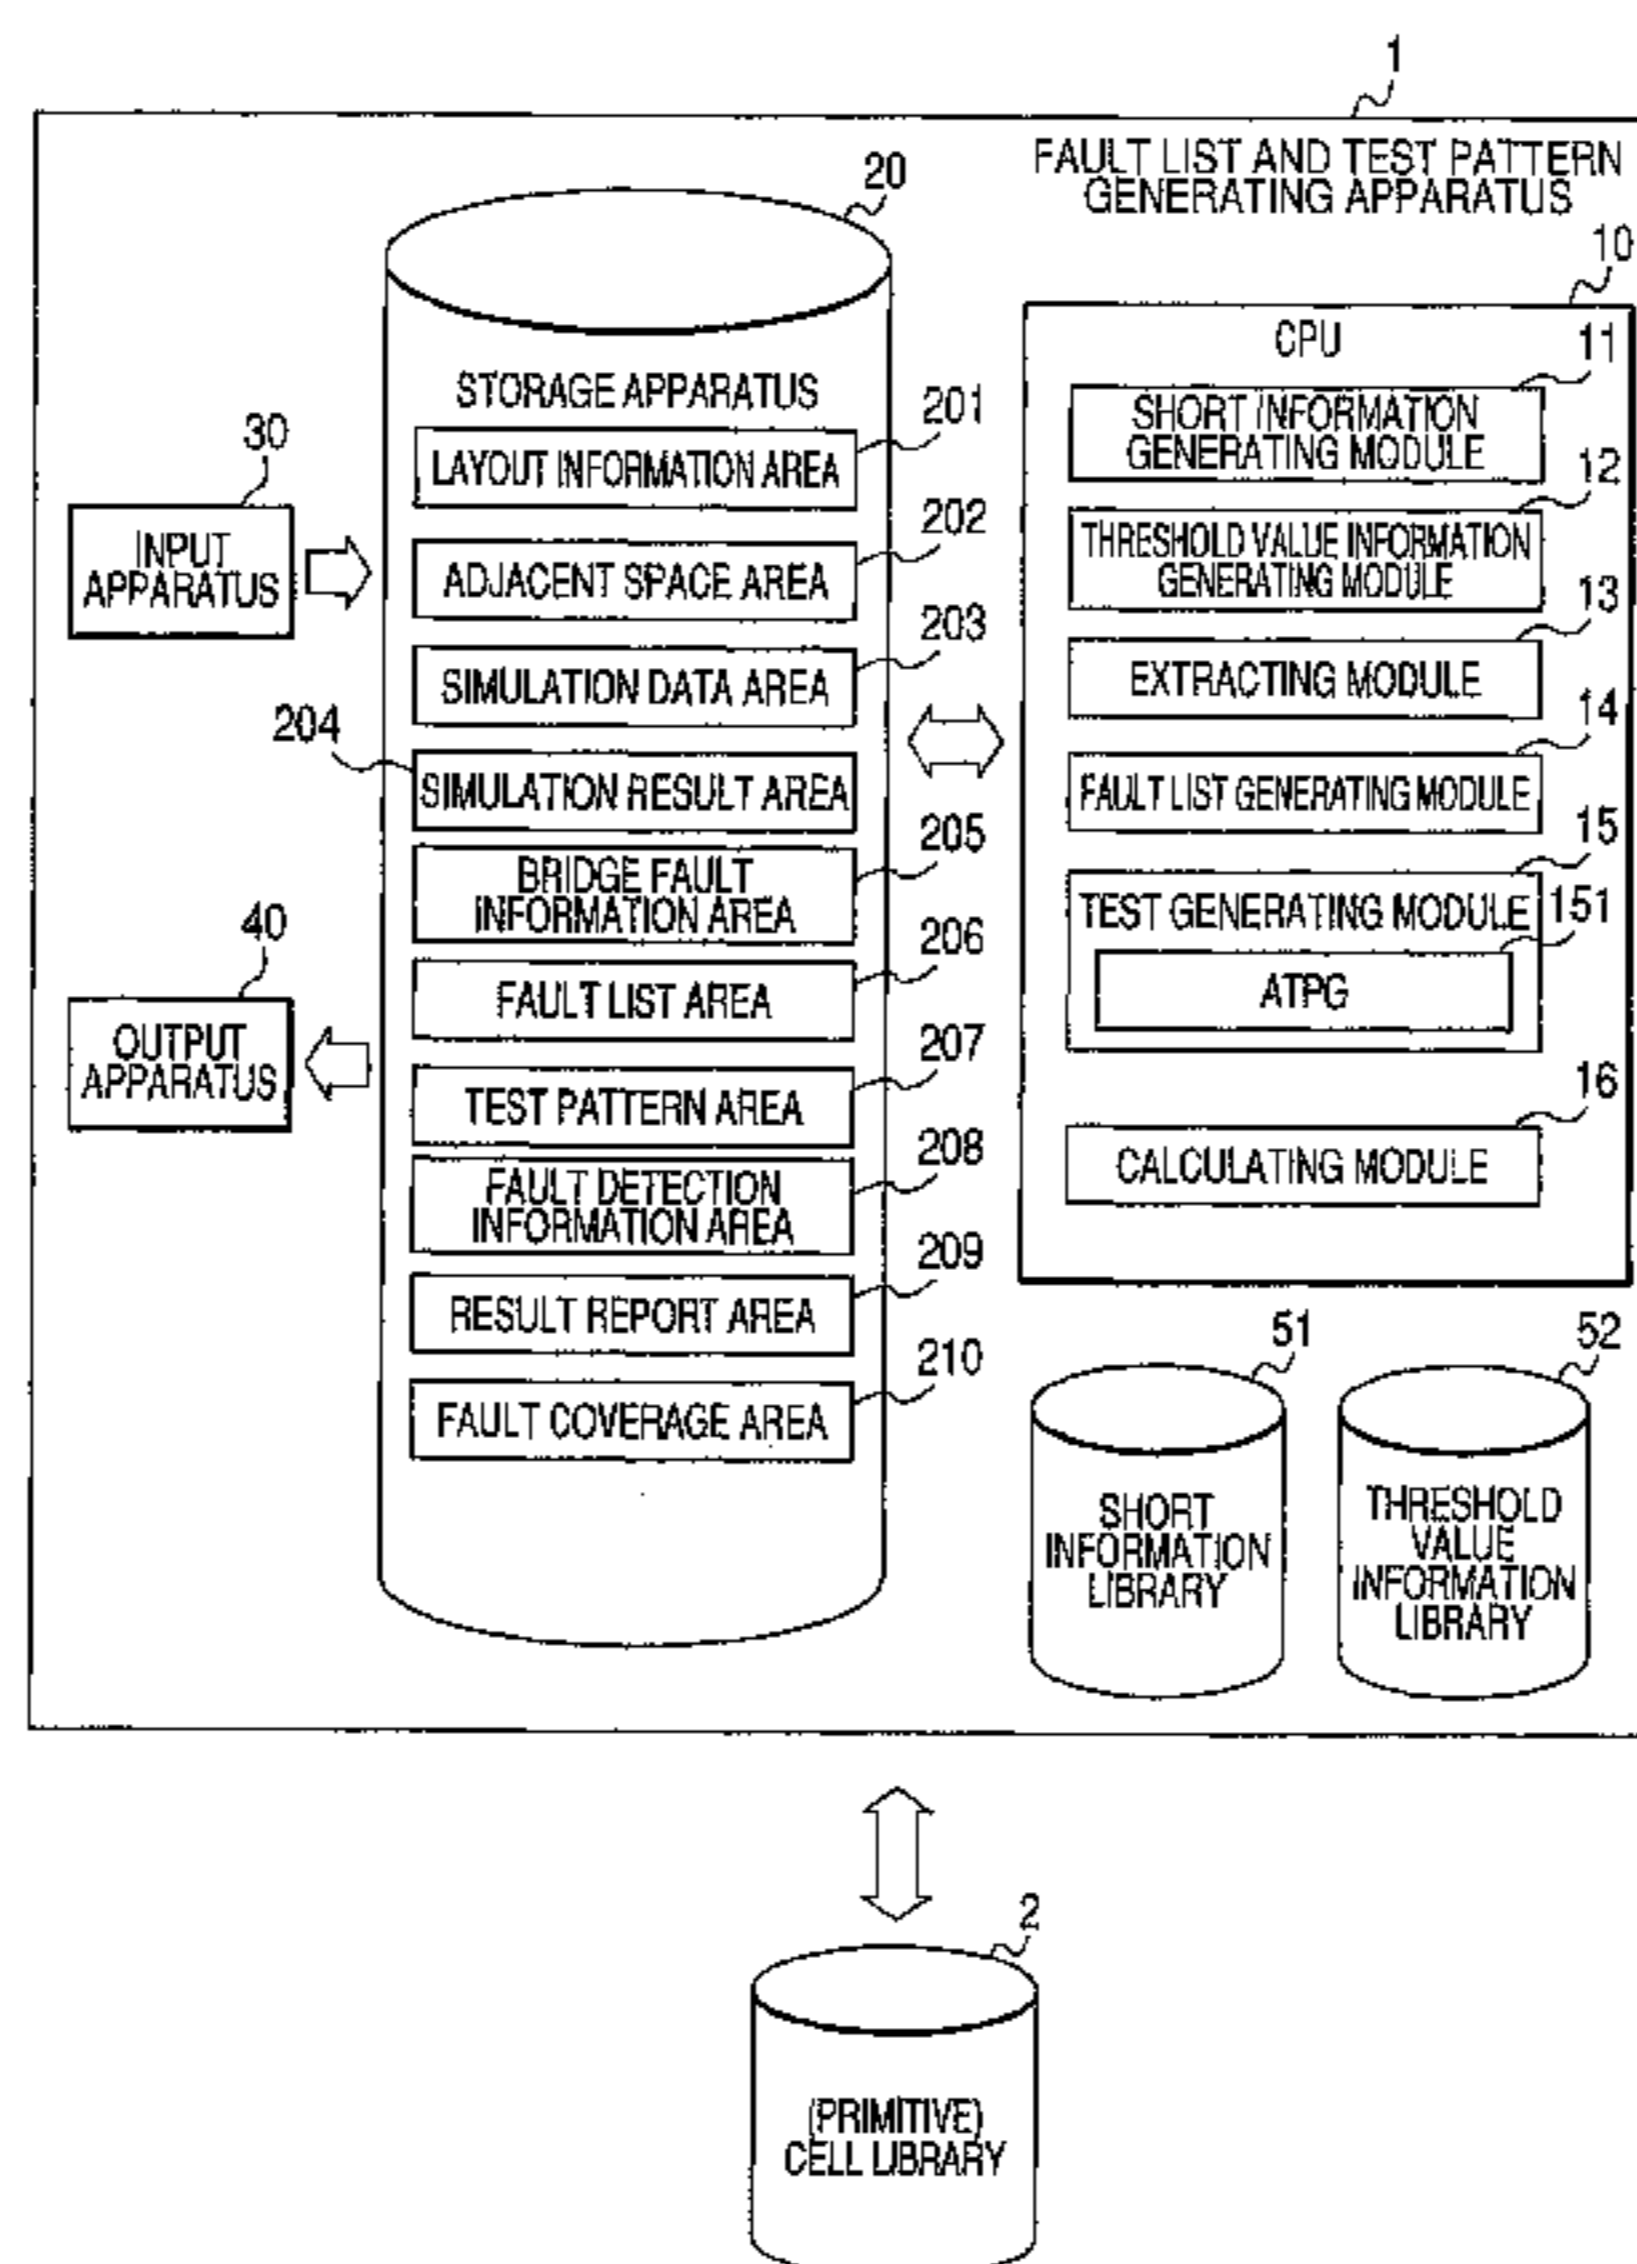 1
FAULT LIST AND TEST PATTERN
GENERATING APPARATUS
20
STORAGE APPARATUS
201
LAYOUT INFORMATION AREA
202
ADJACENT SPACE AREA
203
SIMULATION DATA AREA
204
SIMULATION RESULT AREA
205
BRIDGE FAULT
INFORMATION AREA
206
FAULT LIST AREA
207
TEST PATTERN AREA
208
FAULT DETECTION
INFORMATION AREA
209
RESULT REPORT AREA
210
FAULT COVERAGE AREA
30
INPUT
APPARATUS
40
OUTPUT
APPARATUS
10
CPU
11
SHORT INFORMATION
GENERATING MODULE
12
THRESHOLD VALUE INFORMATION
GENERATING MODULE
13
EXTRACTING MODULE
14
FAULT LIST GENERATING MODULE
15
TEST GENERATING MODULE
151
ATPG
16
CALCULATING MODULE
51
SHORT
INFORMATION
LIBRARY
52
THRESHOLD
VALUE
INFORMATION
LIBRARY
2
(PRIMITIVE)
CELL LIBRARY